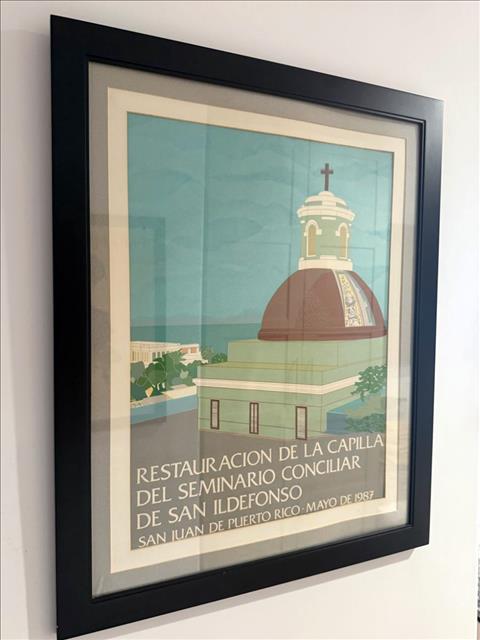 RESTAURACION DE LA CAPILLA
DEL SEMINARIO CONCILIAR
DE SAN ILDEFONSO
SAN JUAN DE PUERTO RICO · MAYO DE 1987